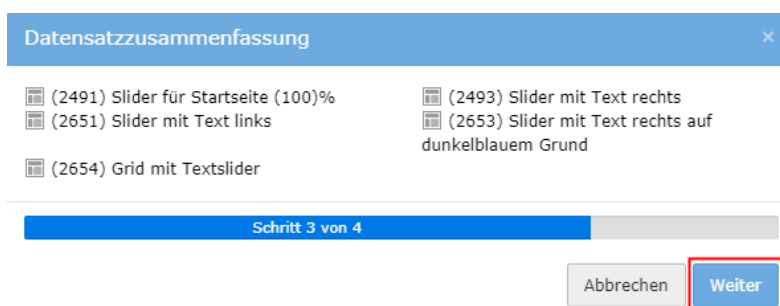 Datensatzzusammenfassung ×
(2491) Slider für Startseite (100)%
(2493) Slider mit Text rechts
(2651) Slider mit Text links
(2653) Slider mit Text rechts auf
dunkelblauem Grund
(2654) Grid mit Textslider
Schritt 3 von 4
Abbrechen
Weiter